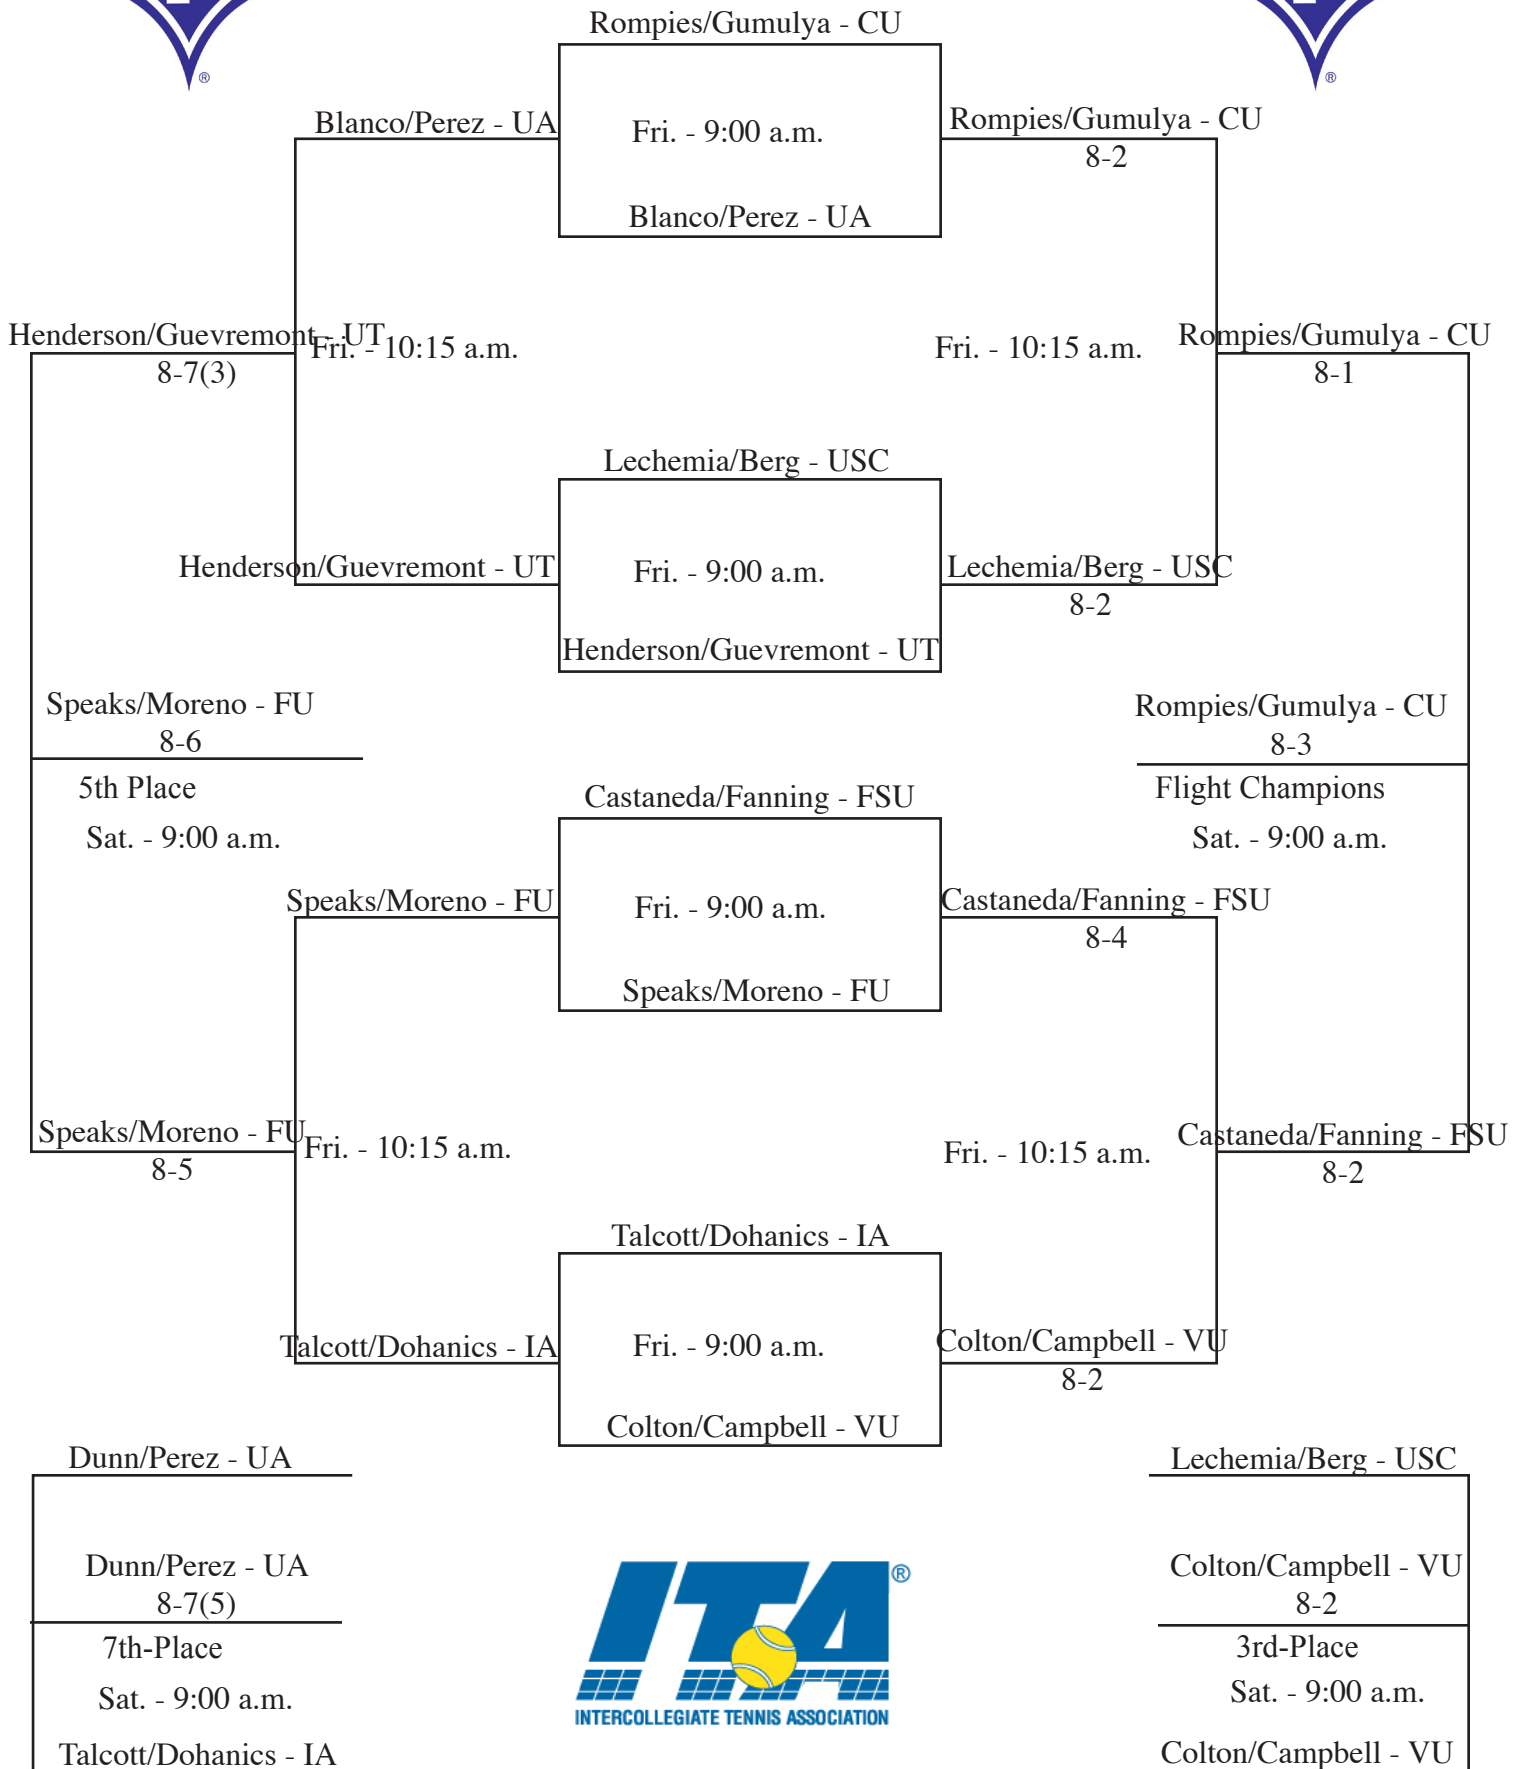 Rompies/Gumulya - CU
Blanco/Perez - UA
Fri. - 9:00 a.m.
Rompies/Gumulya - CU
8-2
Blanco/Perez - UA
Henderson/Guevremont - UT
8-7(3)
Fri. - 10:15 a.m.
Fri. - 10:15 a.m.
Rompies/Gumulya - CU
8-1
Lechemia/Berg - USC
Henderson/Guevremont - UT
Fri. - 9:00 a.m.
Lechemia/Berg - USC
8-2
Henderson/Guevremont - UT
Speaks/Moreno - FU
8-6
5th Place
Sat. - 9:00 a.m.
Rompies/Gumulya - CU
8-3
Flight Champions
Sat. - 9:00 a.m.
Castaneda/Fanning - FSU
Speaks/Moreno - FU
Fri. - 9:00 a.m.
Castaneda/Fanning - FSU
8-4
Speaks/Moreno - FU
Speaks/Moreno - FU
8-5
Fri. - 10:15 a.m.
Fri. - 10:15 a.m.
Castaneda/Fanning - FSU
8-2
Talcott/Dohanics - IA
Talcott/Dohanics - IA
Fri. - 9:00 a.m.
Colton/Campbell - VU
8-2
Colton/Campbell - VU
Dunn/Perez - UA
Dunn/Perez - UA
8-7(5)
7th-Place
Sat. - 9:00 a.m.
Talcott/Dohanics - IA
ITA®
INTERCOLLEGIATE TENNIS ASSOCIATION
Lechemia/Berg - USC
Colton/Campbell - VU
8-2
3rd-Place
Sat. - 9:00 a.m.
Colton/Campbell - VU
®
®